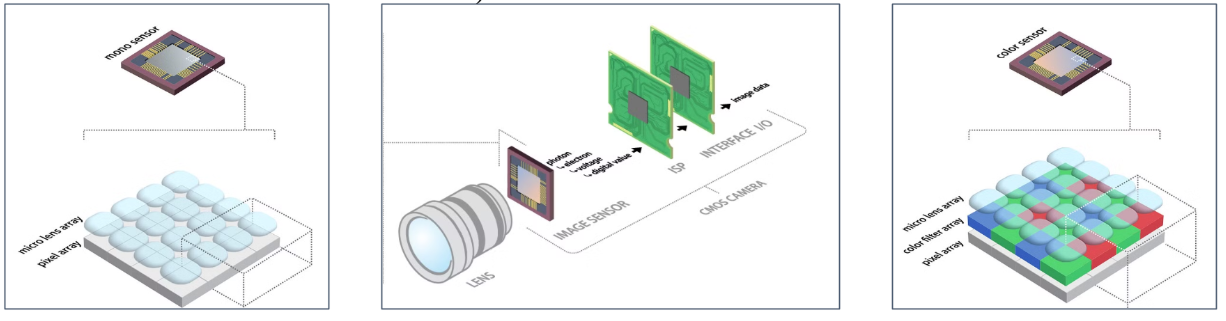 mono sensor
micro lens array
pixel array
photon
↳ electron
↳ voltage
↳ digital value
image data
ISP
INTERFACE I/O
IMAGE SENSOR
CMOS CAMERA
LENS
color sensor
micro lens array
color filter array
pixel array